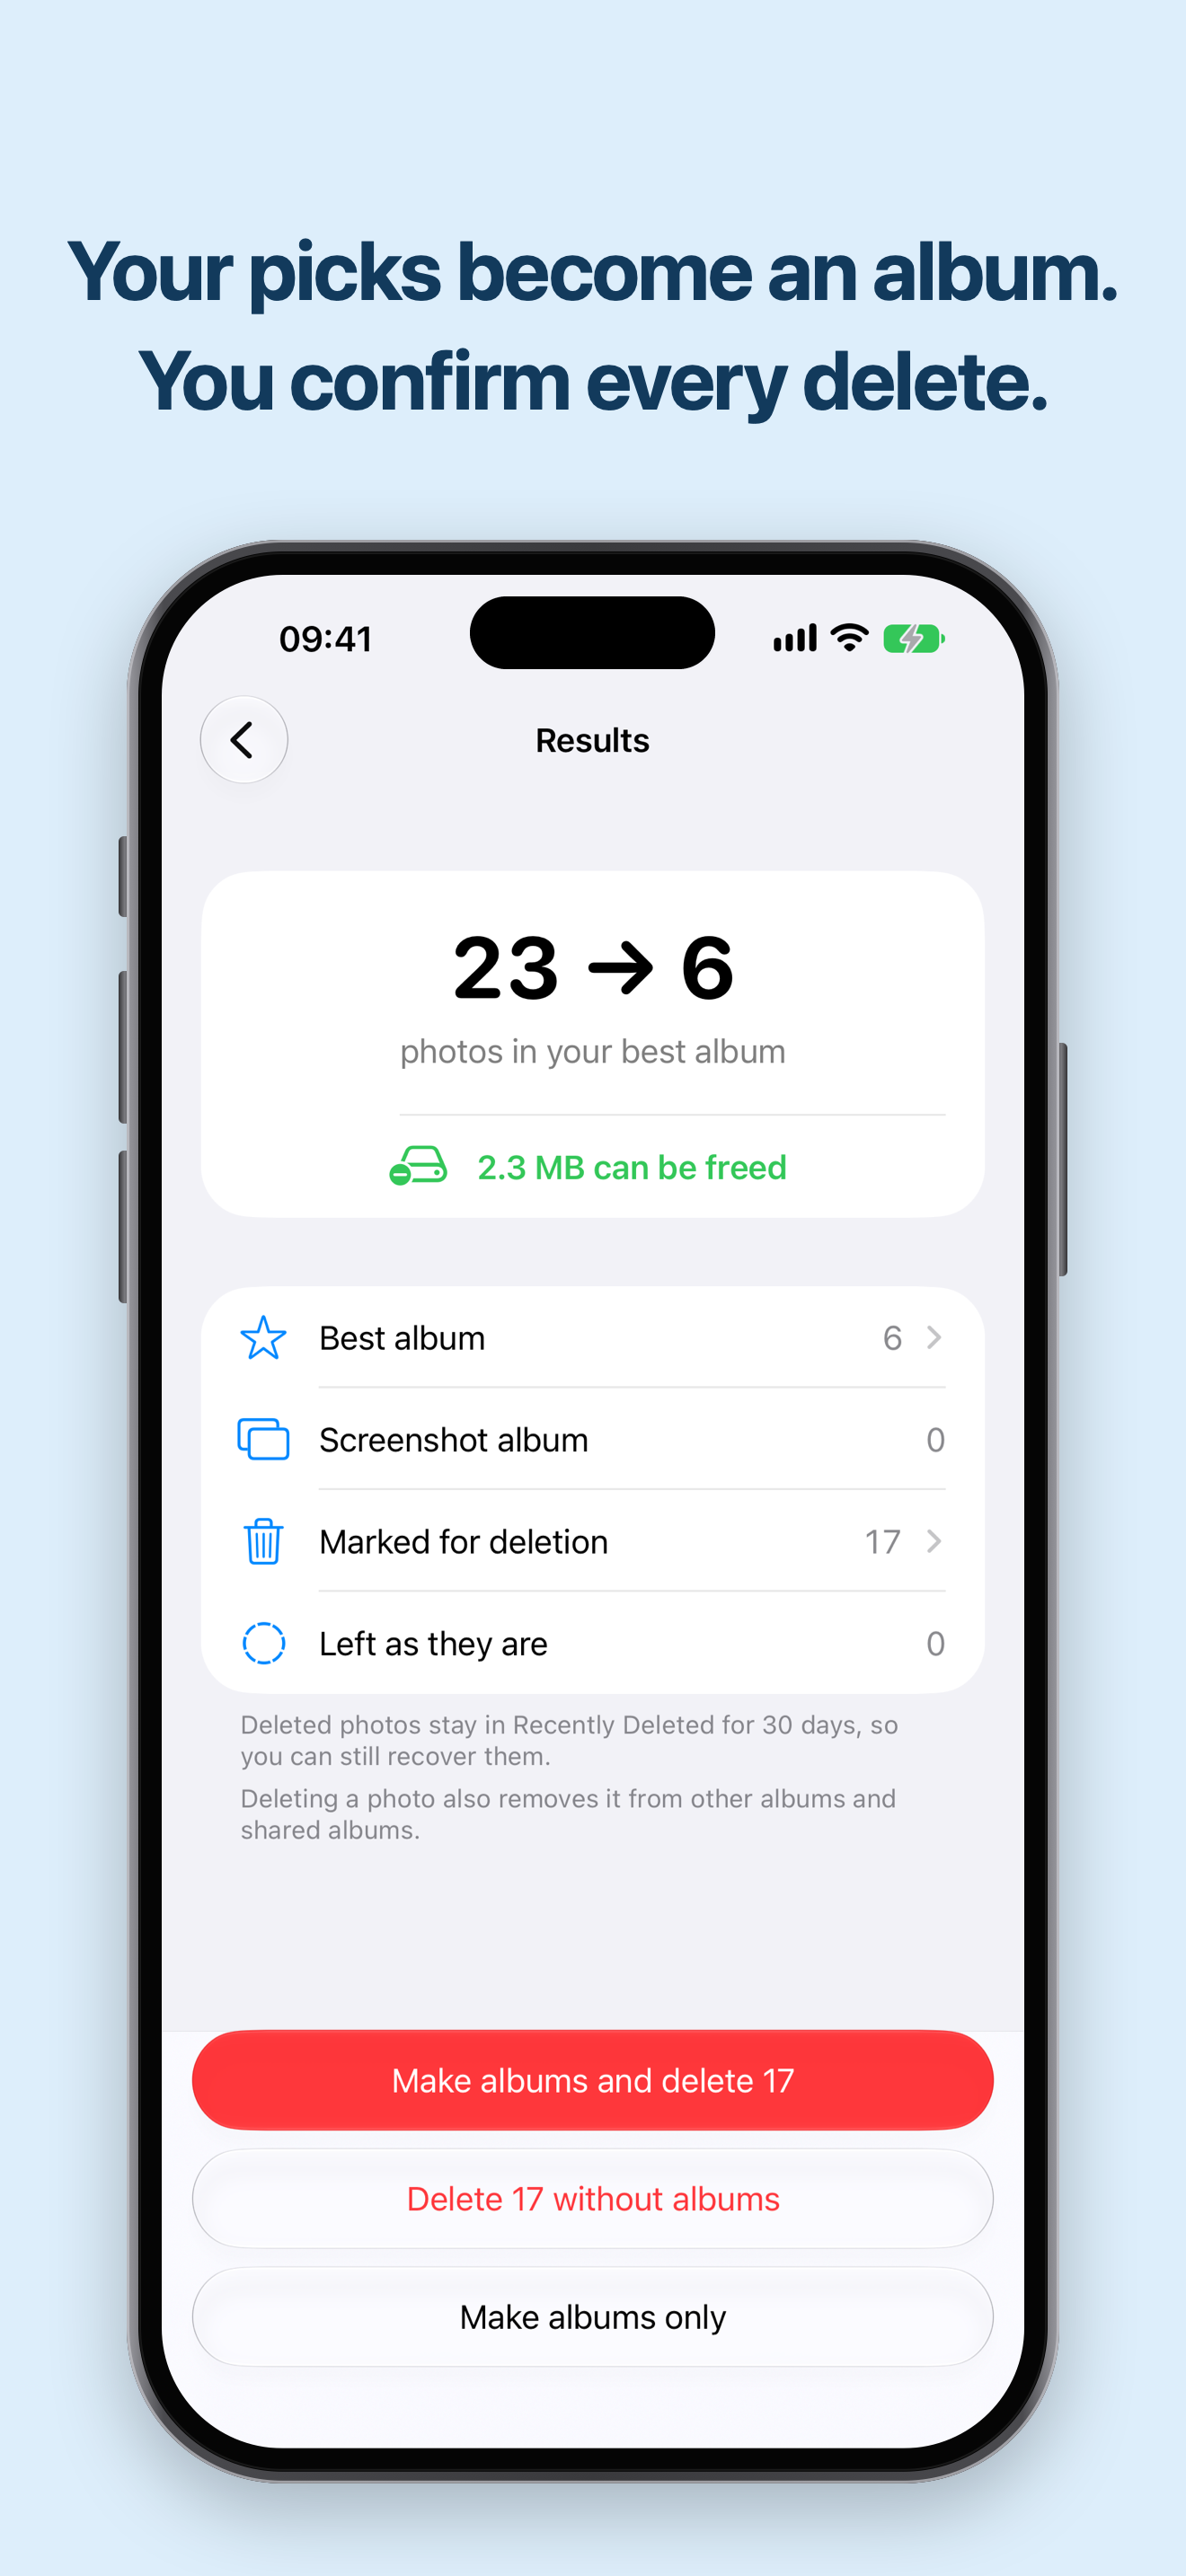 Your picks become an album.
You confirm every delete.
09:41
Results
23 → 6
photos in your best album
2.3 MB can be freed
Best album 6
Screenshot album 0
Marked for deletion 17
Left as they are 0
Deleted photos stay in Recently Deleted for 30 days, so
you can still recover them.
Deleting a photo also removes it from other albums and
shared albums.
Make albums and delete 17
Delete 17 without albums
Make albums only